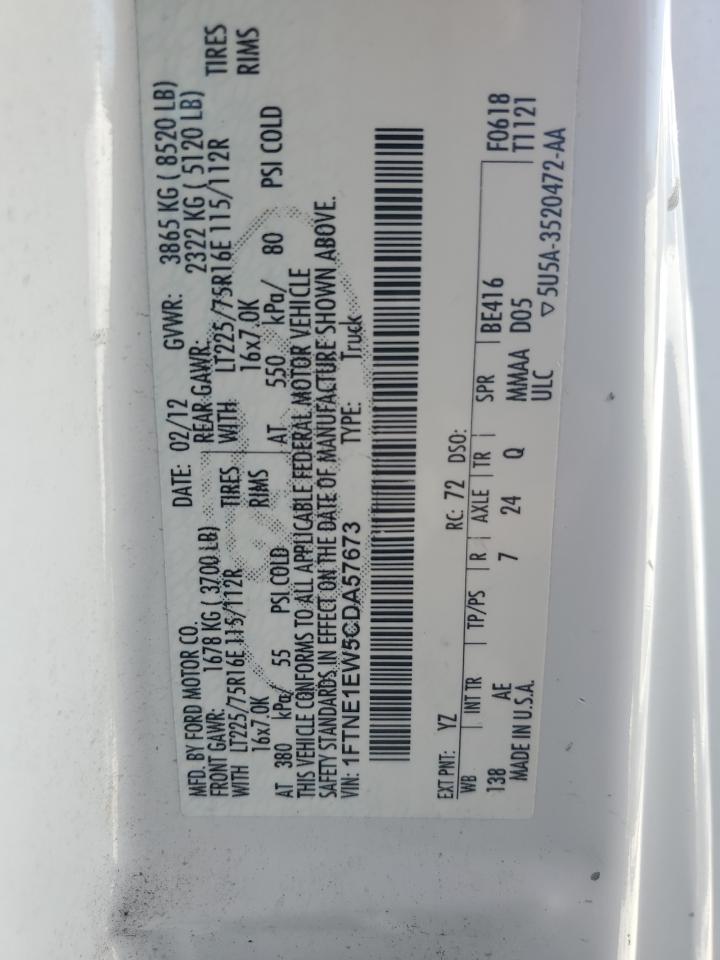 MFD. BY FORD MOTOR CO. DATE: 02/12 GVWR: 3865 KG ( 8520 LB)
FRONT GAWR: 1678 KG ( 3700 LB) REAR GAWR: 2322 KG ( 5120 LB)
WITH LT225/75R16E 115/112R TIRES WITH LT225/75R16E 115/112R TIRES
16x7.0K RIMS 16x7.0K RIMS
AT 380 kPa/ 55 PSI COLD AT 550 kPa/ 80 PSI COLD
THIS VEHICLE CONFORMS TO ALL APPLICABLE FEDERAL MOTOR VEHICLE
SAFETY STANDARDS IN EFFECT ON THE DATE OF MANUFACTURE SHOWN ABOVE.
VIN: 1FTNE1EW5CDA57673 TYPE: Truck
EXT PNT: YZ RC: 72 DSO:
WB INT TR TP/PS R AXLE TR SPR BE416 F0618
138 AE 7 24 Q MMAA D05 T1121
MADE IN U.S.A. ULC
▽ 5U5A-3520472-AA